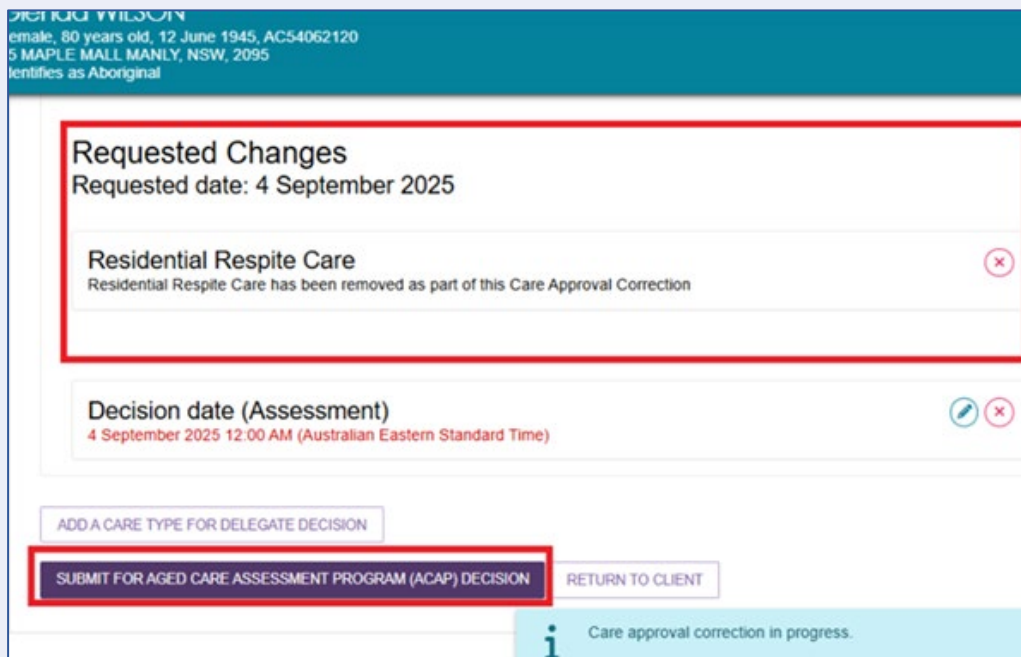 Glenda WILSON
emale, 80 years old, 12 June 1945, AC54062120
5 MAPLE MALL MANLY, NSW, 2095
dentifies as Aboriginal
Requested Changes
Requested date: 4 September 2025
Residential Respite Care
Residential Respite Care has been removed as part of this Care Approval Correction
Decision date (Assessment)
4 September 2025 12:00 AM (Australian Eastern Standard Time)
ADD A CARE TYPE FOR DELEGATE DECISION
SUBMIT FOR AGED CARE ASSESSMENT PROGRAM (ACAP) DECISION
RETURN TO CLIENT
Care approval correction in progress.